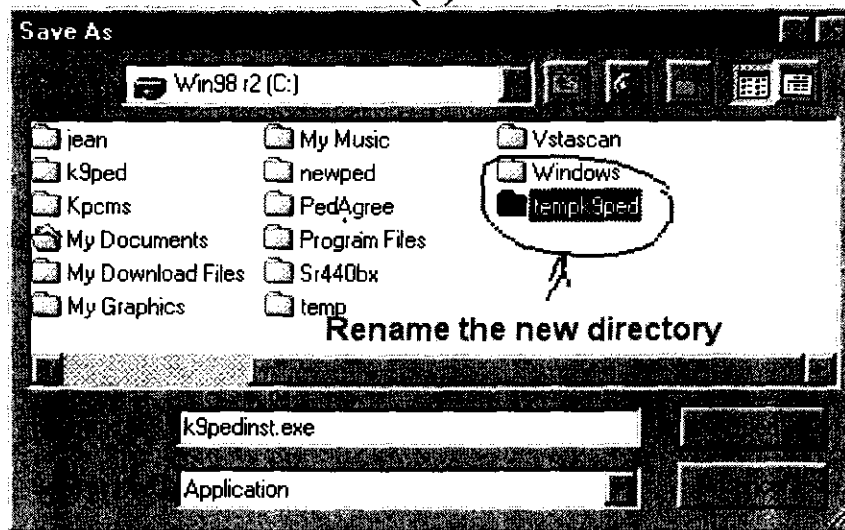 Save As
Win98 r2 (C:)
jean
k9ped
Kpcms
My Documents
My Download Files
My Graphics
My Music
newped
PedAgree
Program Files
Sr440bx
temp
Vstascan
Windows
tempk9ped
Rename the new directory
k9pedinst.exe
Application